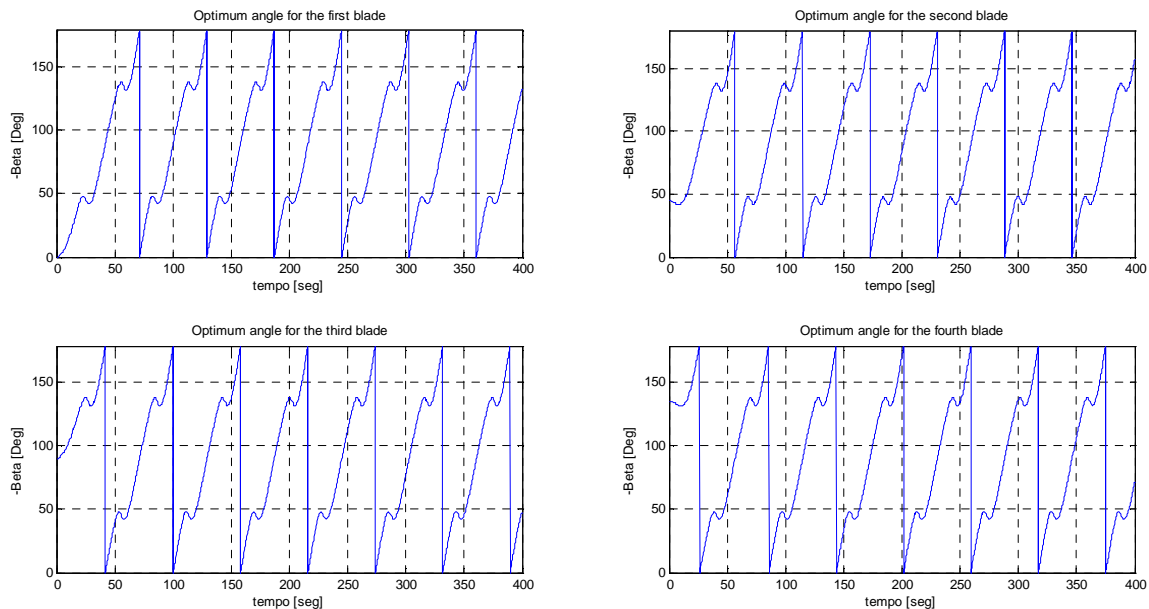 Optimum angle for the first blade
-Beta [Deg]
150
100
50
0
0 50 100 150 200 250 300 350 400
tempo [seg]
Optimum angle for the second blade
-Beta [Deg]
150
100
50
0
0 50 100 150 200 250 300 350 400
tempo [seg]
Optimum angle for the third blade
-Beta [Deg]
150
100
50
0
0 50 100 150 200 250 300 350 400
tempo [seg]
Optimum angle for the fourth blade
-Beta [Deg]
150
100
50
0
0 50 100 150 200 250 300 350 400
tempo [seg]